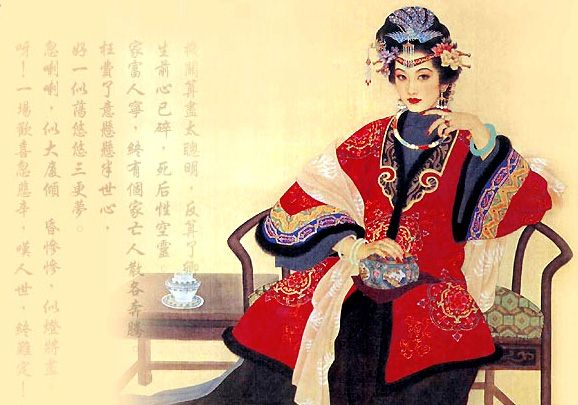 機關算盡太聰明，反算了
生前心已碎，死后性空靈
家富人寧，終有個家亡人散各奔騰
枉費了意懸懸半世心，
好一似蕩悠悠三更夢。
忽喇喇，似大廈傾 昏慘慘，似燈將盡
呀！一場歡喜忽悲辛，嘆人世，終難定！